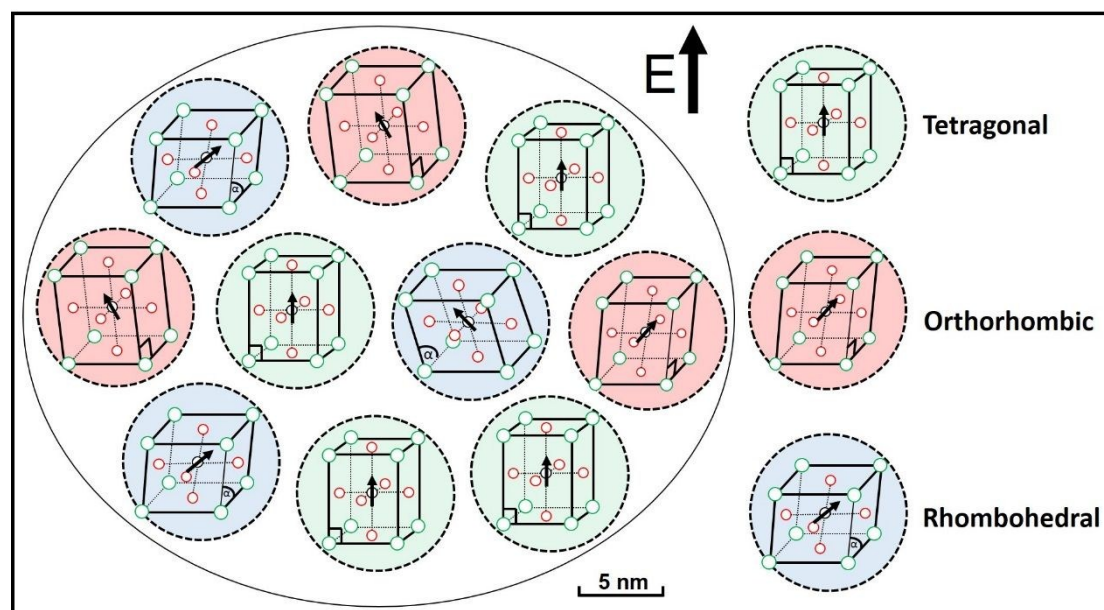 E
Tetragonal
α
Orthorhombic
α
α
α
Rhombohedral
α
5 nm